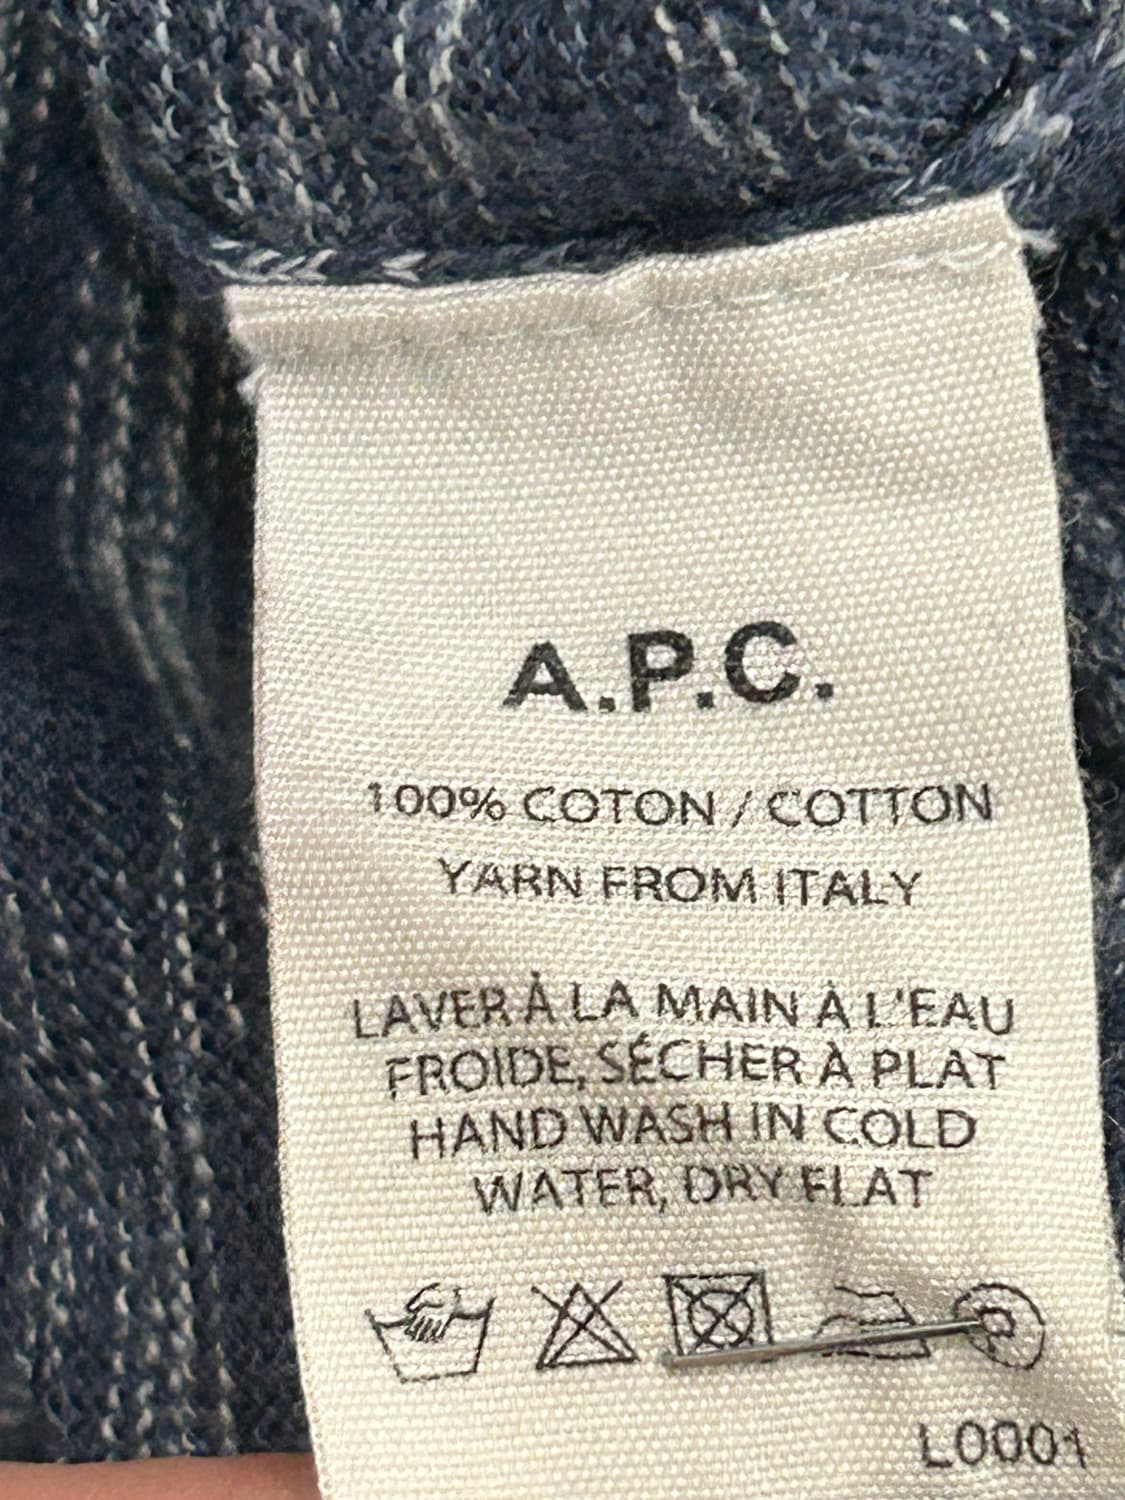 A.P.C.
100% COTON / COTTON
YARN FROM ITALY
LAVER À LA MAIN À L'EAU
FROIDE, SÉCHER À PLAT
HAND WASH IN COLD
WATER, DRY FLAT
L0001